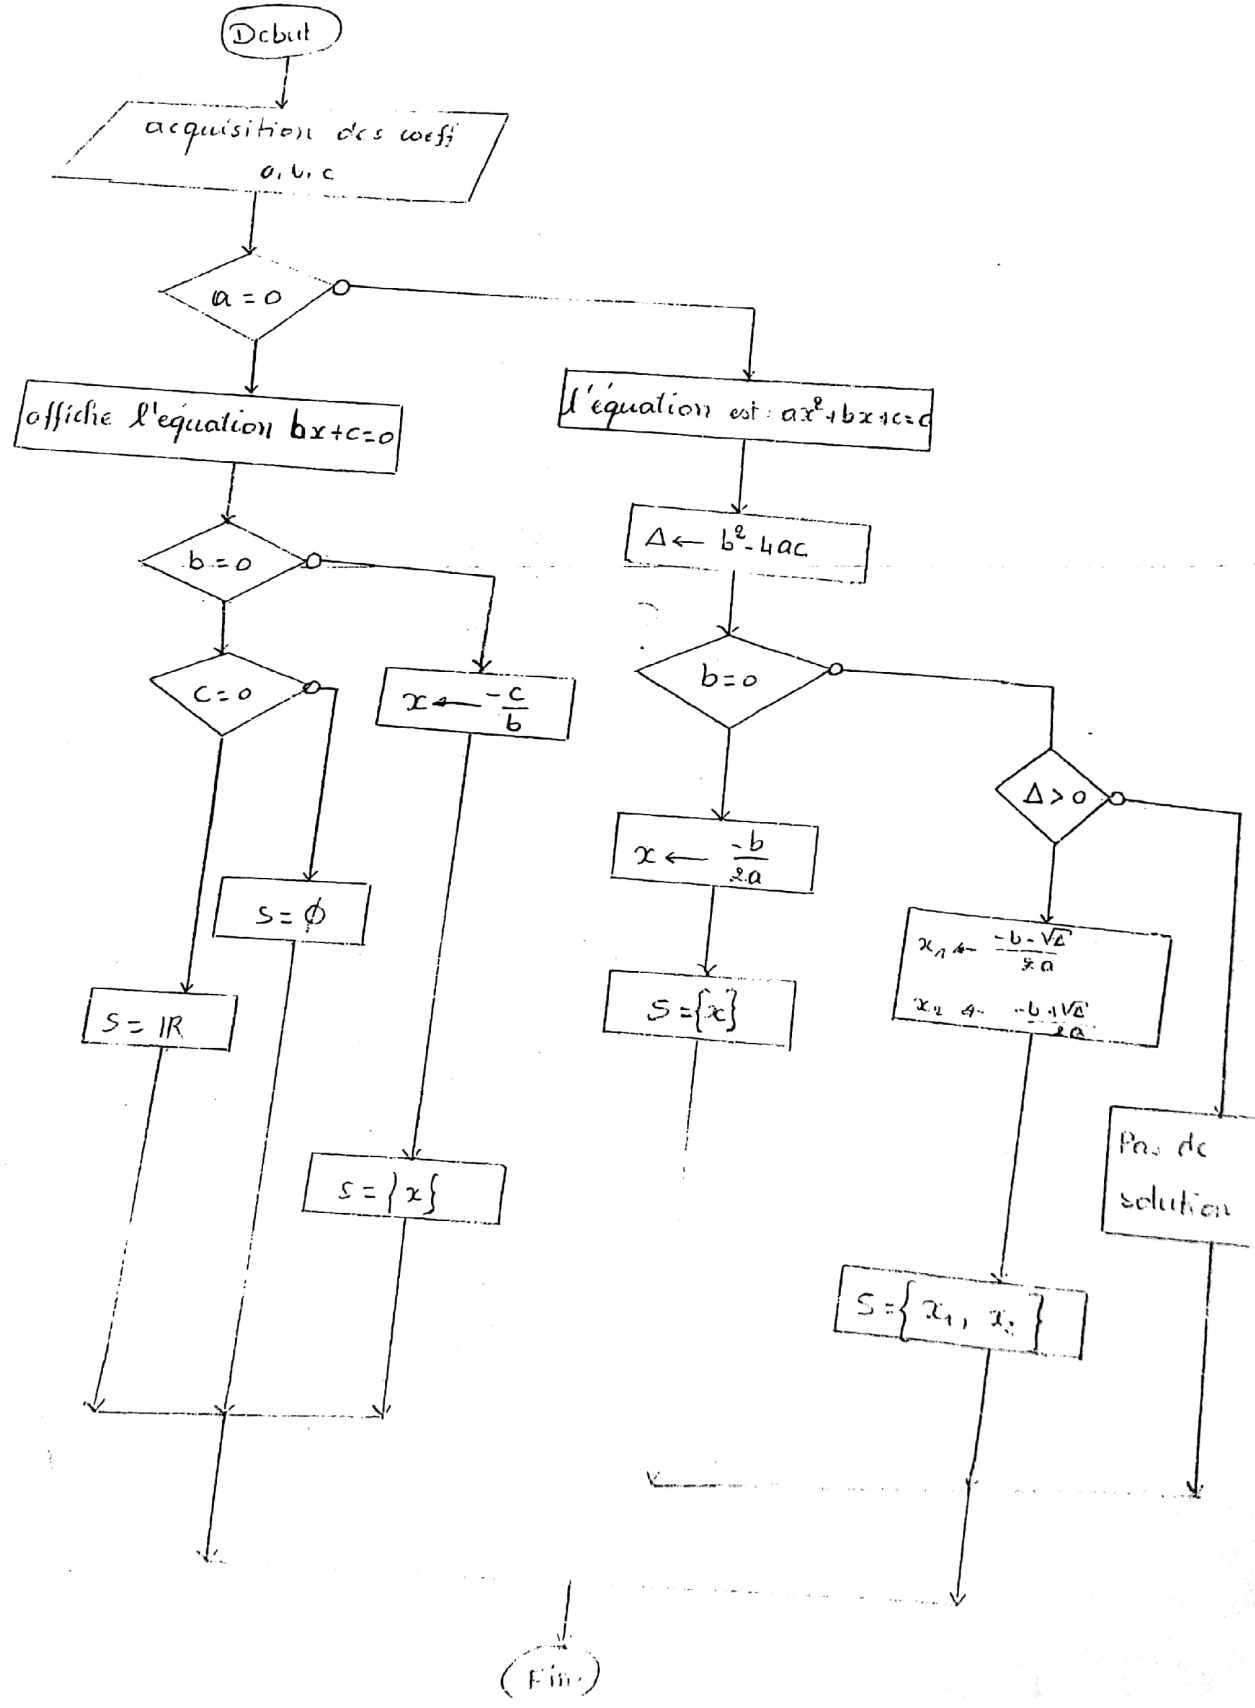 Debut
acquisition des coeff
a, b, c
a = 0
affiche l'équation bx+c=0
l'équation est: ax²+bx+c=0
Δ ← b²-4ac
b=0
b=0
c=0
x ← -c/b
Δ > 0
x ← -b/2a
S = ∅
x₁ ← -b-√Δ/2a
x₂ ← -b+√Δ/2a
S = {x}
S = IR
Pas de
solution
S = {x}
S = {x₁, x₂}
Fin